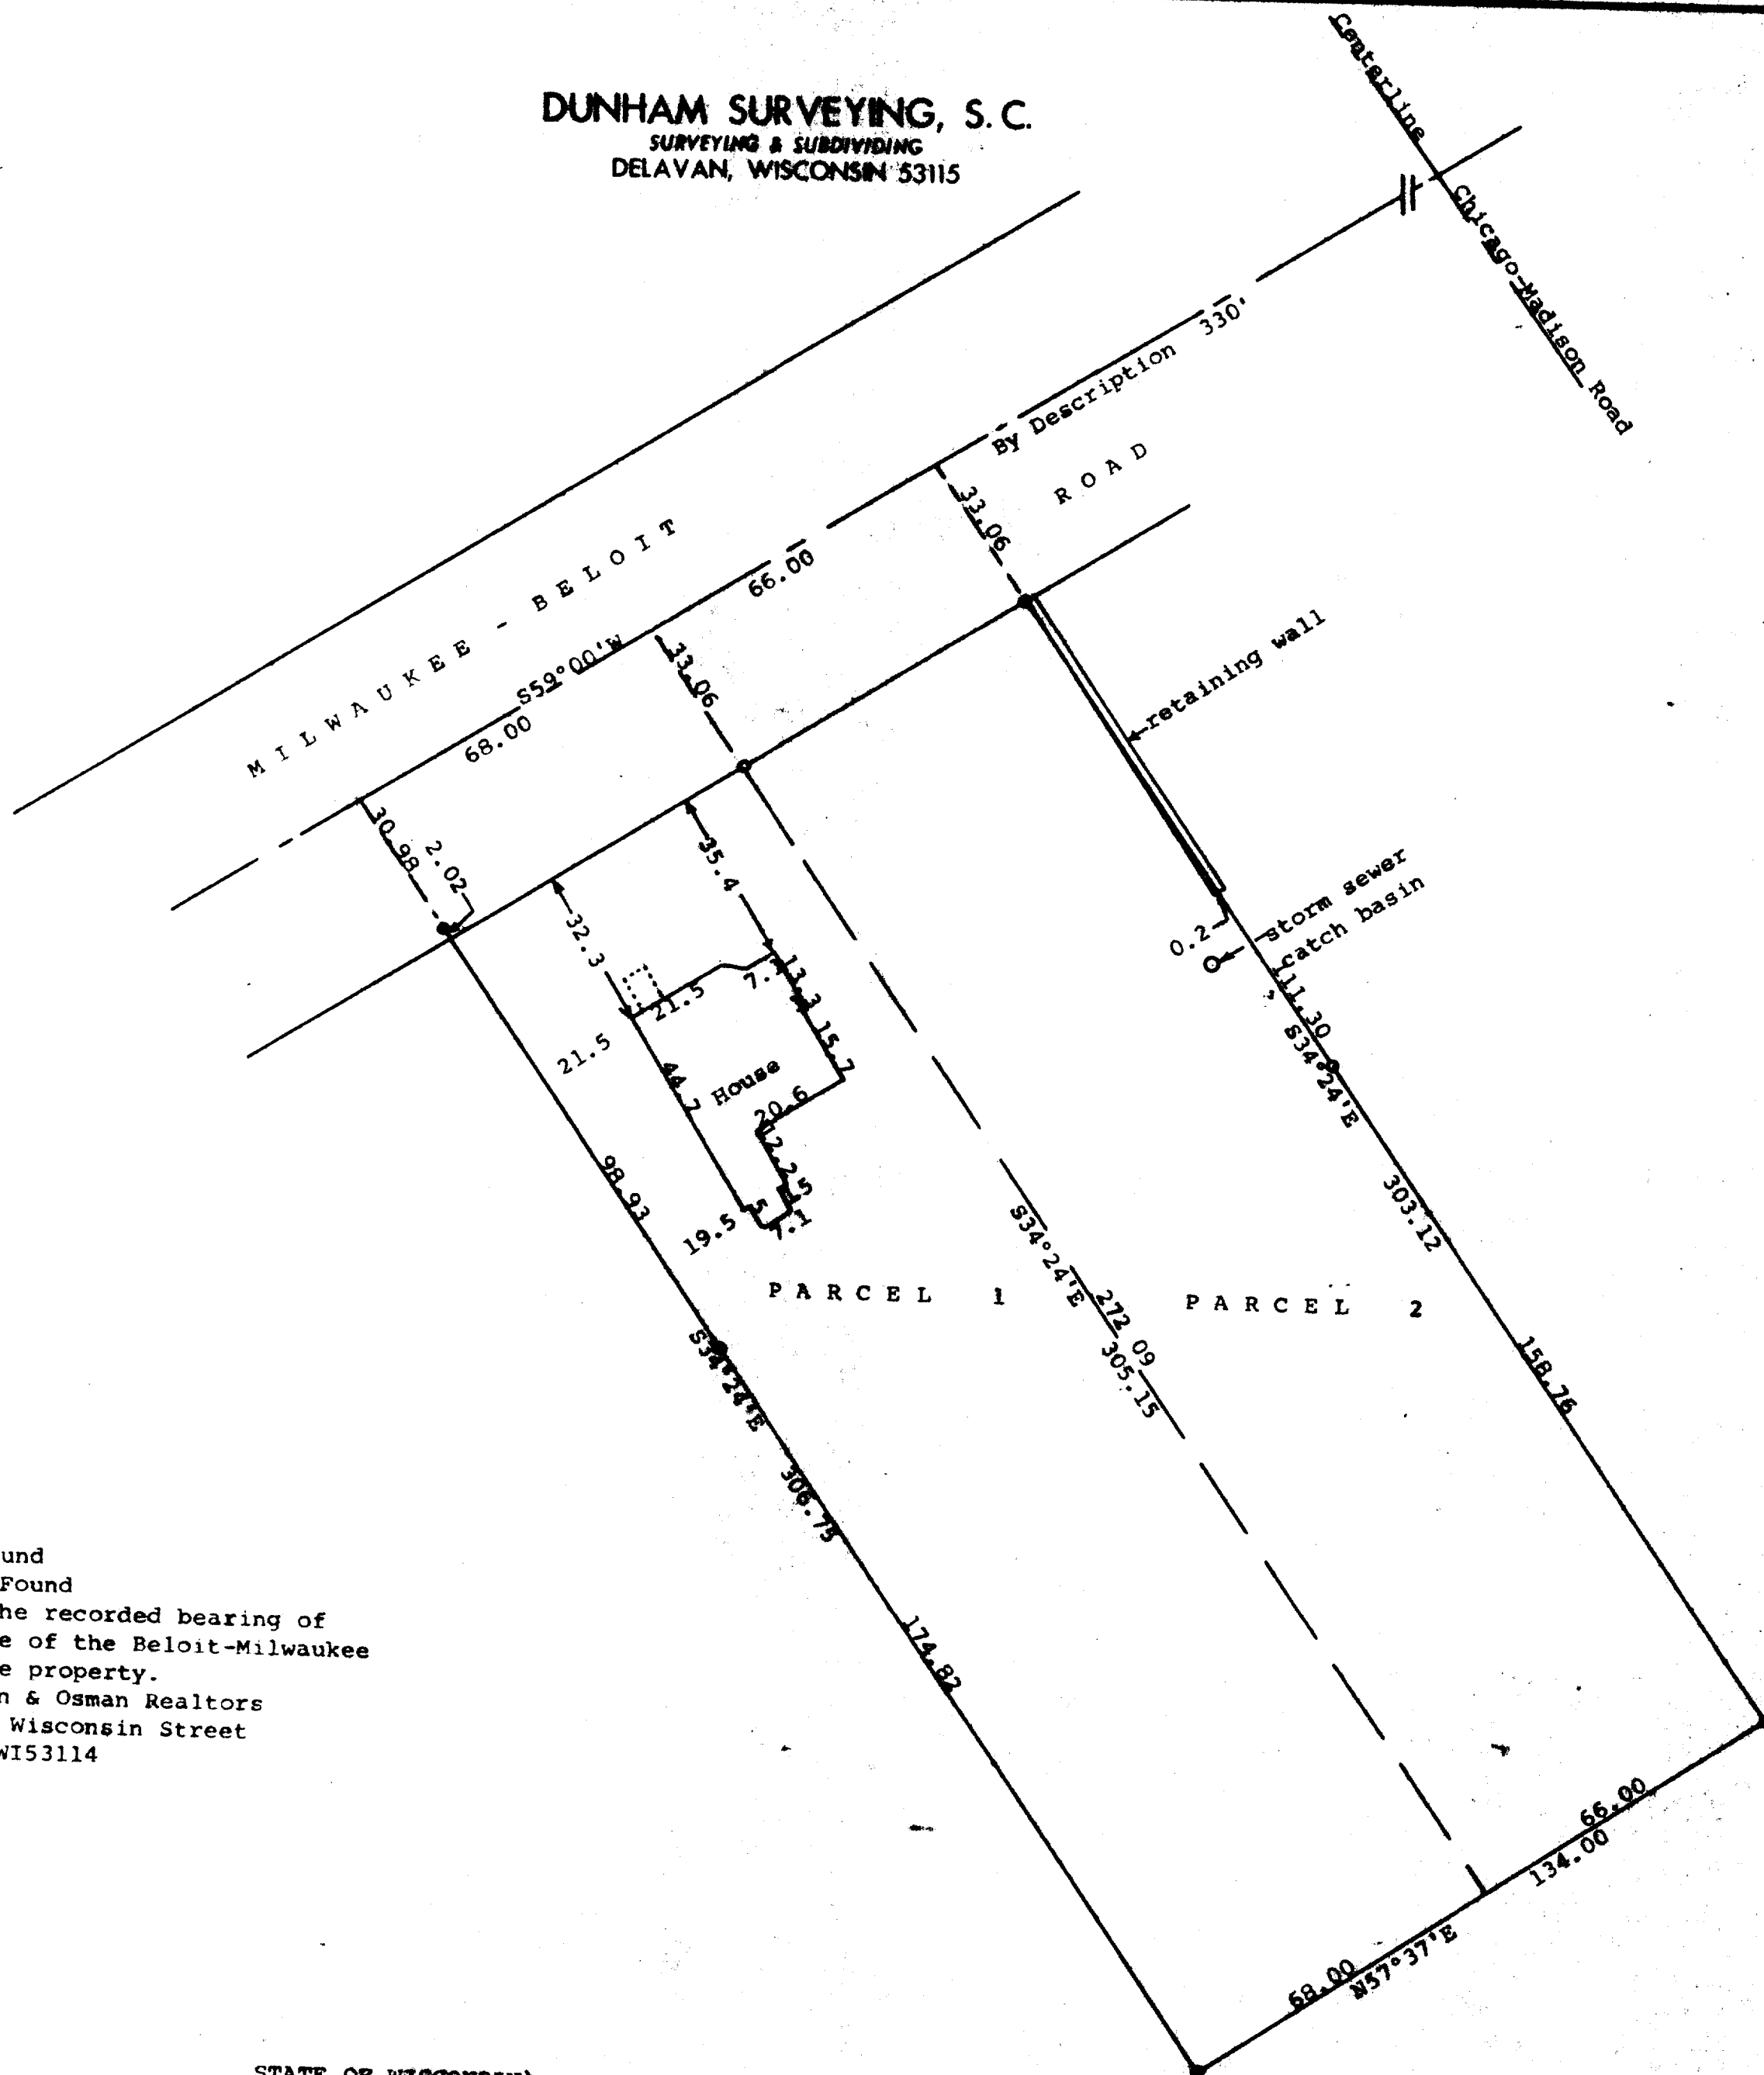 DUNHAM SURVEYING, S.C.
SURVEYING & SUBDIVIDING
DELAVAN, WISCONSIN 53115
Centerline
Chicago-Madison Road
By Description 330'
ROAD
MILWAUKEE - BELOIT
33.06
66.00
S59°00'W
33.06
68.00
30.98
2.02
retaining wall
storm sewer
catch basin
0.2
111.30
S34°24'E
303.12
158.76
35.4
32.3
21.5
7.
13.3
15.7
21.5
44.7
House
20.6
12.2
5
5
7.1
19.5
98.93
PARCEL 1
PARCEL 2
S34°24'E
272 09
305.15
S34°24'E
306.75
174.82
66.00
134.00
68.00
N57°37'E
und
Found
he recorded bearing of
e of the Beloit-Milwaukee
e property.
n & Osman Realtors
Wisconsin Street
WI53114
STATE OF WISCONSIN)